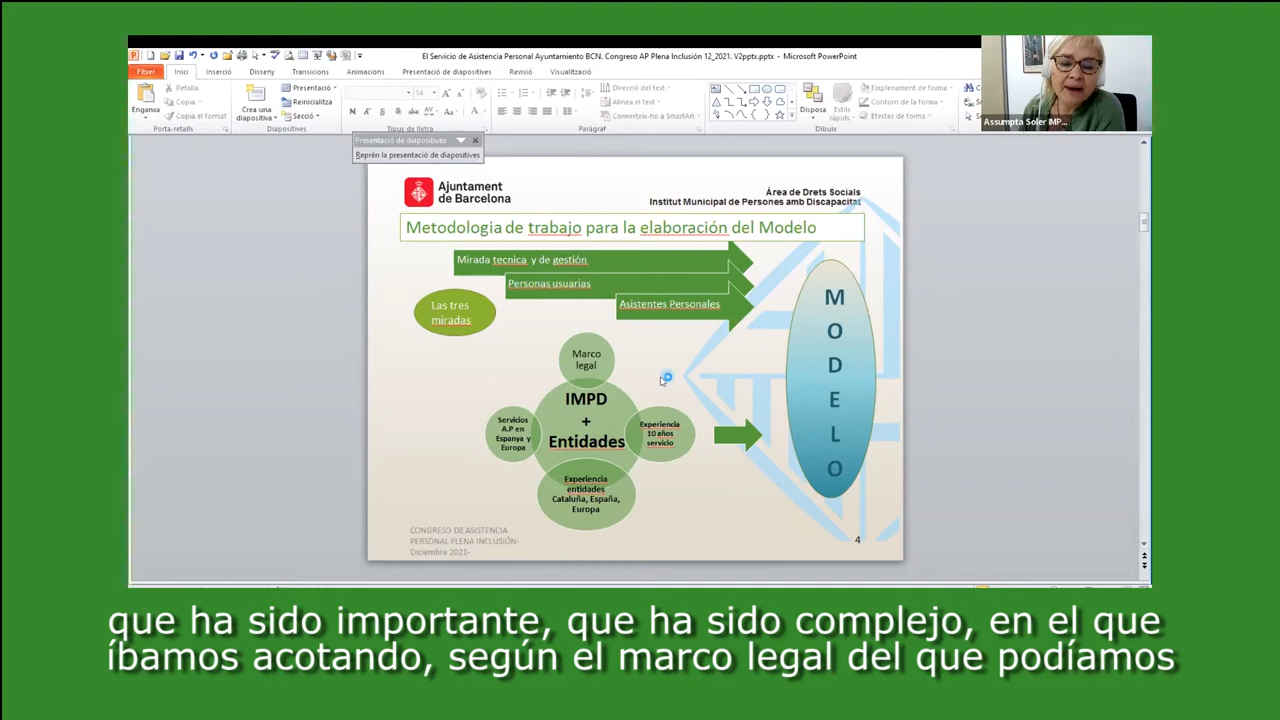 El Servicio de Asistencia Personal Ayuntamiento BCN. Congreso AP Plena Inclusión 12_2021. V2pptx.pptx - Microsoft PowerPoint
Fitxer Inici Inserció Disseny Transicions Animacions Presentació de diapositives Revisió Visualització
Enganxa
Retalla
Copia
Copia el format
Porta-retalls
Crea una
diapositiva
Presentació
Reinicialitza
Secció
Diapositives
14
Tipus de lletra
Direcció del text
Alinea el text
Converteix-ho a SmartArt
Paràgraf
Disposa
Estils
ràpids
Emplenament de forma
Contorn de la forma
Efectes de forma
Dibuix
Assumpta Soler IMP...
Presentació de diapositives
Reprén la presentació de diapositives
Ajuntament
de Barcelona
Área de Drets Socials
Institut Municipal de Persones amb Discapacitat
Metodologia de trabajo para la elaboración del Modelo
Mirada tecnica y de gestión
Personas usuarias
Asistentes Personales
Las tres
miradas
Marco
legal
IMPD
+
Entidades
Servicios
A.P en
Espanya y
Europa
Experiencia
10 años
servicio
Experiencia
entidades
Cataluña, España,
Europa
M
O
D
E
L
O
CONGRESO DE ASISTENCIA
PERSONAL PLENA INCLUSIÓN-
Diciembre 2021-
4
que ha sido importante, que ha sido complejo, en el que
íbamos acotando, según el marco legal del que podíamos